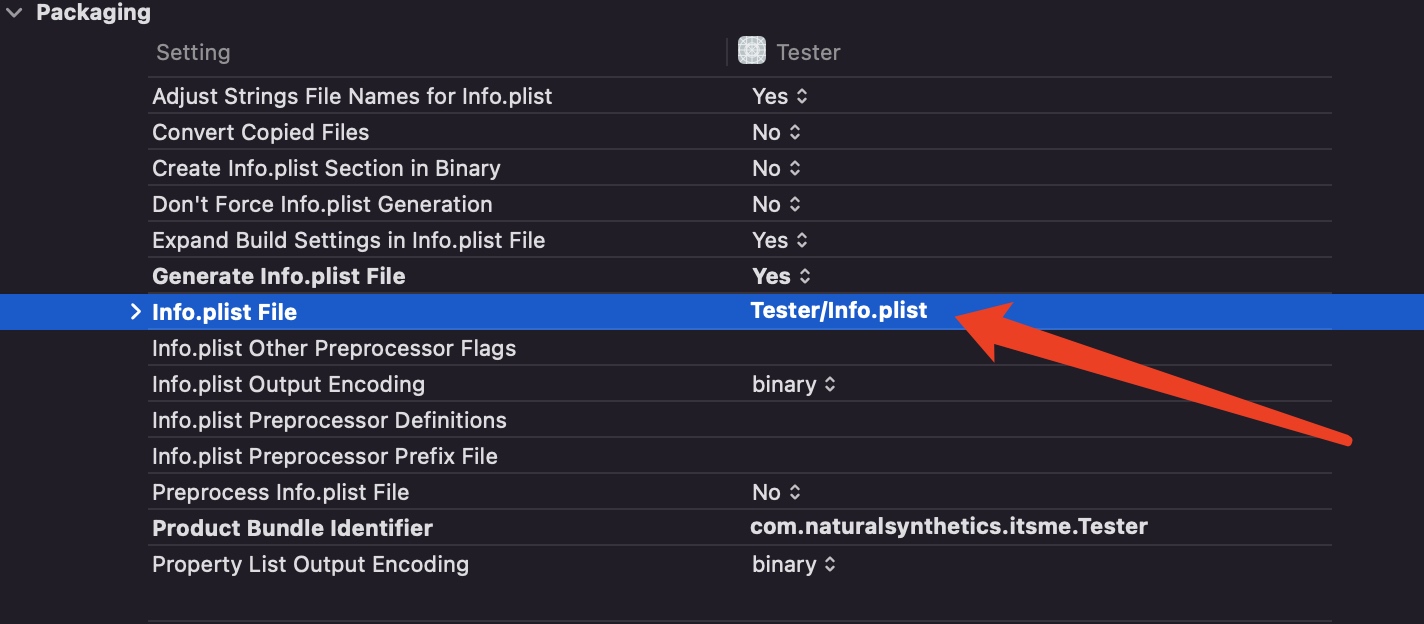 Packaging
Setting Tester
Adjust Strings File Names for Info.plist Yes
Convert Copied Files No
Create Info.plist Section in Binary No
Don't Force Info.plist Generation No
Expand Build Settings in Info.plist File Yes
Generate Info.plist File Yes
Info.plist File Tester/Info.plist
Info.plist Other Preprocessor Flags
Info.plist Output Encoding binary
Info.plist Preprocessor Definitions
Info.plist Preprocessor Prefix File
Preprocess Info.plist File No
Product Bundle Identifier com.naturalsynthetics.itsme.Tester
Property List Output Encoding binary